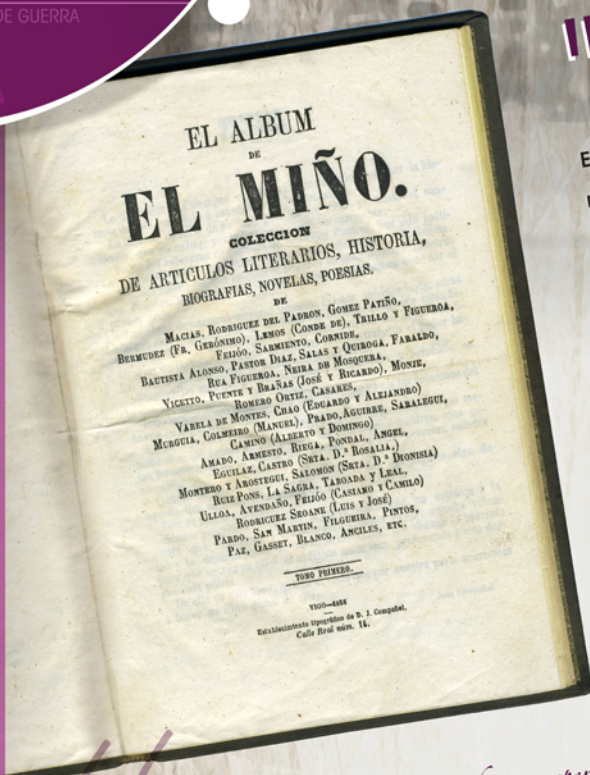 DE GUERRA
EL ALBUM
DE
EL MIÑO.
COLECCION
DE ARTICULOS LITERARIOS, HISTORIA,
BIOGRAFIAS, NOVELAS, POESIAS.
DE
MACIAS, RODRIGUEZ DEL PADRON, GOMEZ PATIÑO,
BERMUDEZ (FR. GERÓNIMO), LEMOS (CONDE DE), TRILLO Y FIGUEROA,
FEIJÓO, SARMIENTO, CORNIDE,
BAUTISTA ALONSO, PASTOR DIAZ, SALAS Y QUIROGA, FARALDO,
RUA FIGUEROA, NEIRA DE MOSQUERA,
VICETTO, PUENTE Y BRAÑAS (JOSÉ Y RICARDO), MONJE,
ROMERO ORTIZ, CASARES,
VARELA DE MONTES, CHAO (EDUARDO Y ALEJANDRO)
MURGUIA, COLMEIRO (MANUEL), PRADO, AGUIRRE, SARALEGUI,
CAMINO (ALBERTO Y DOMINGO)
AMADO, ARMESTO, RIEGA, PONDAL, ANGEL,
EGUILAZ, CASTRO (SRTA. D.ª ROSALIA,)
MONTERO Y AROSTEGUI, SALOMON (SRTA. D.ª DIONISIA)
RUIZ PONS, LA SAGRA, TABOADA Y LEAL,
ULLOA, AVENDAÑO, FEIJÓO (CASIANO Y CAMILO)
RODRIGUEZ SEOANE (LUIS Y JOSÉ)
PARDO, SAN MARTIN, FILGUEIRA, PINTOS,
PAZ, GASSET, BLANCO, ANCILES, ETC.
TOMO PRIMERO.
VIGO—1858
Establecimiento tipográfico de D. J. Compañel.
Calle Real núm. 14.